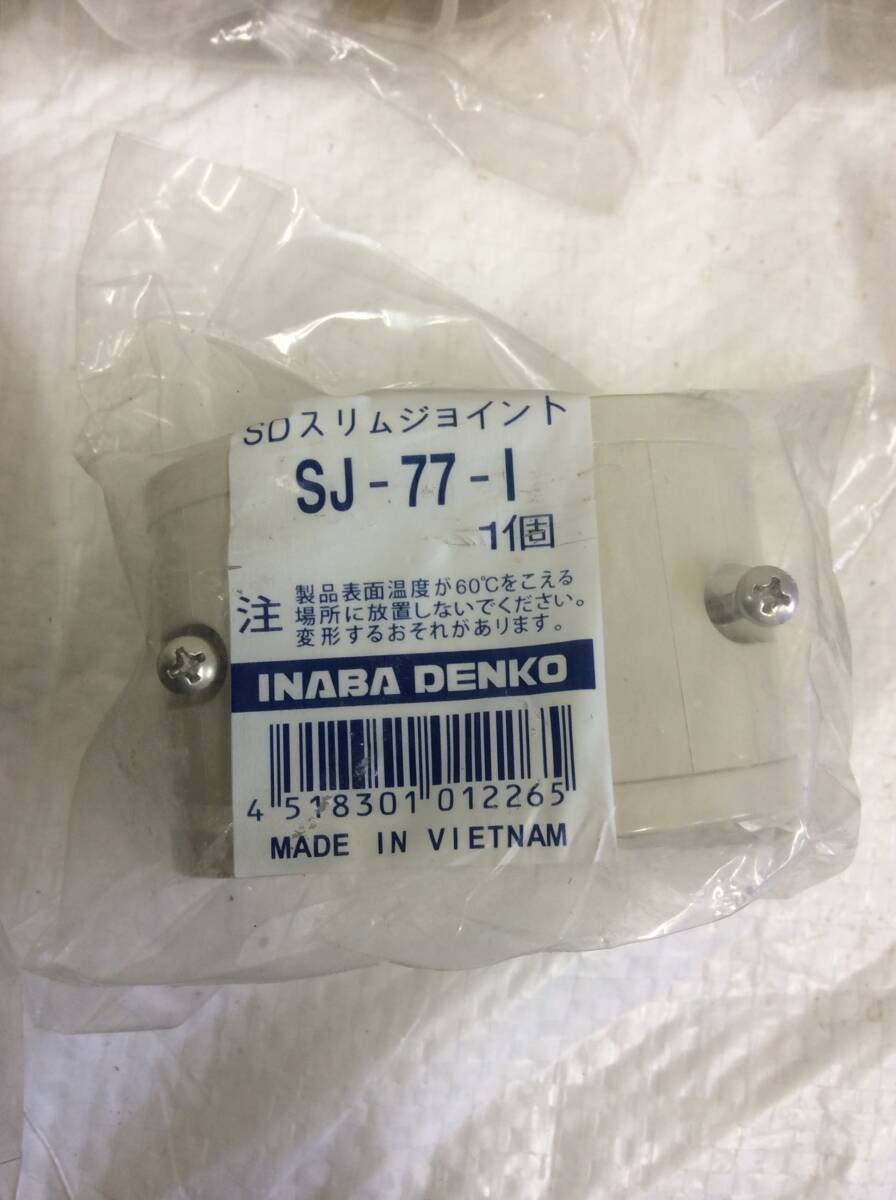 SDスリムジョイント
SJ-77-I
1個
注 製品表面温度が60℃をこえる
場所に放置しないでください。
変形するおそれがあります。
INABA DENKO
4 518301 012265
MADE IN VIETNAM